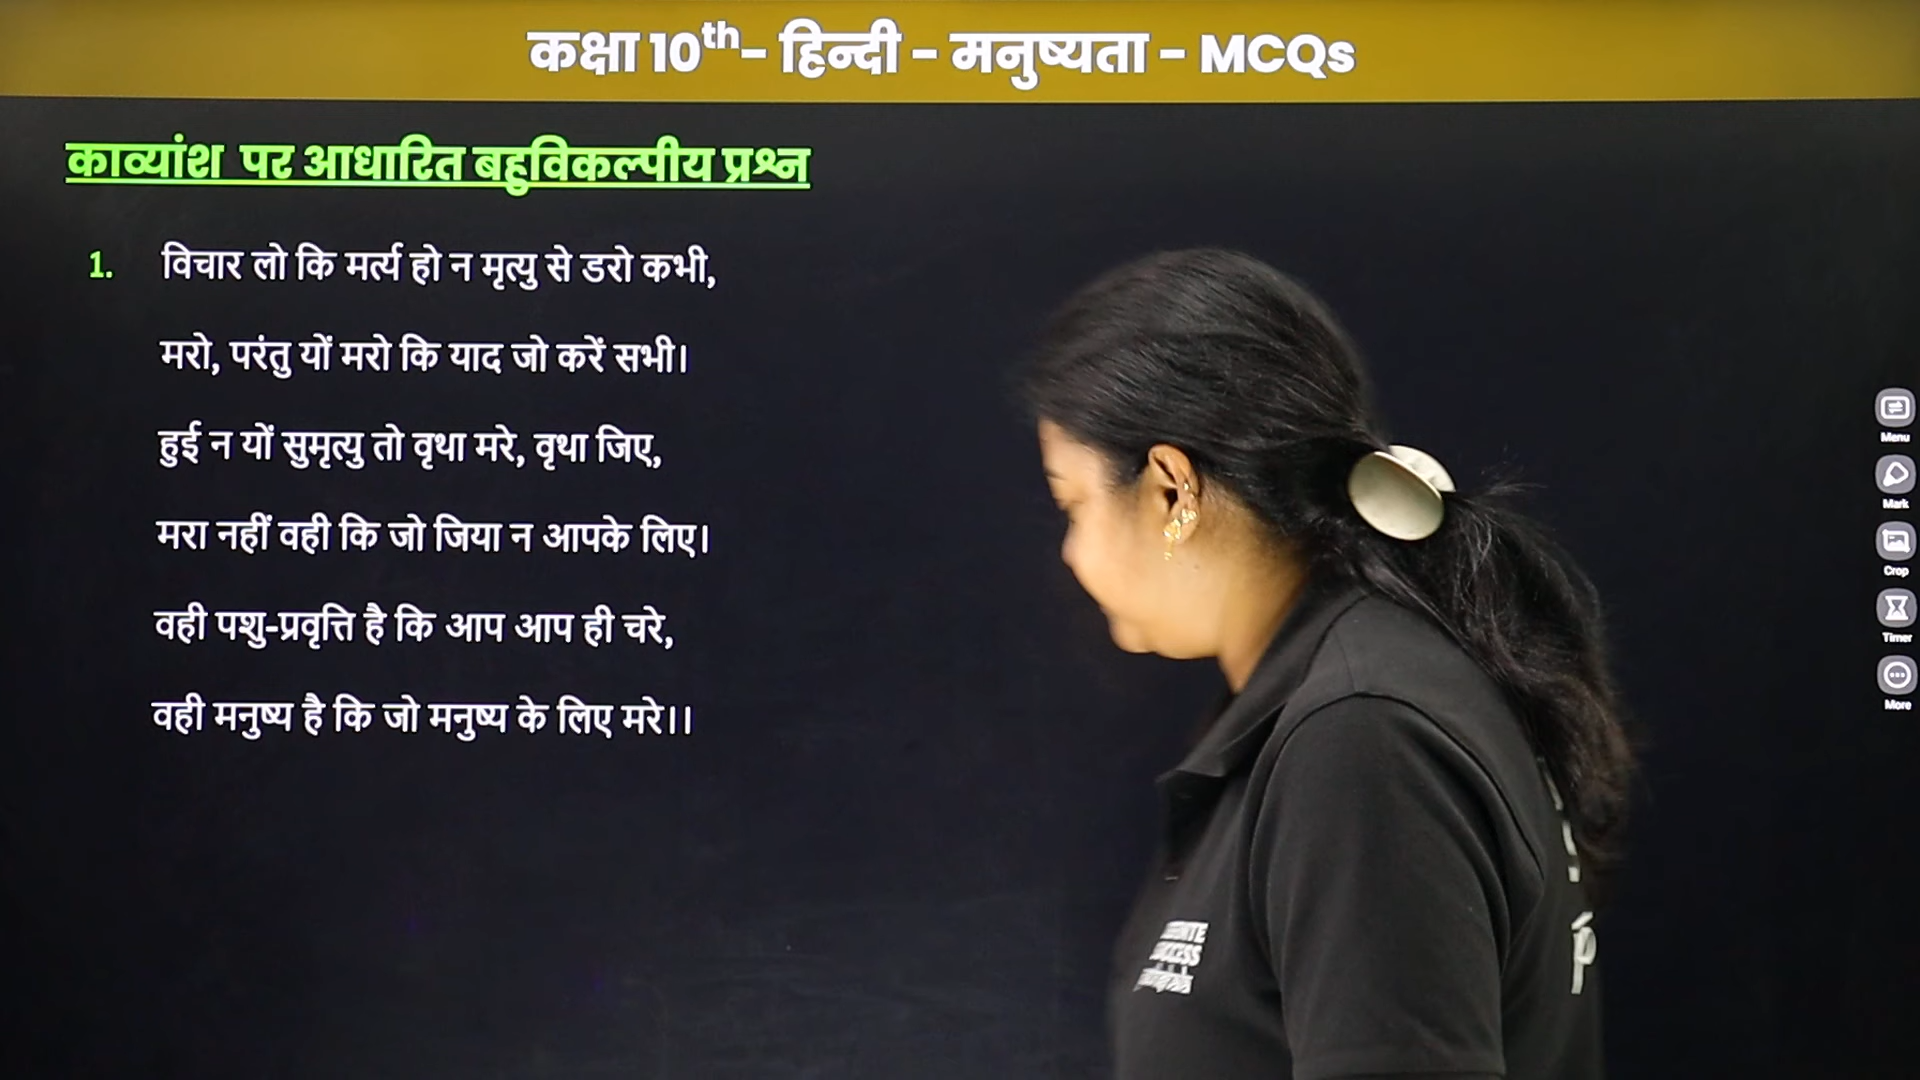 कक्षा 10th- हिन्दी - मनुष्यता - MCQs
काव्यांश पर आधारित बहुविकल्पीय प्रश्न
1. विचार लो कि मर्त्य हो न मृत्यु से डरो कभी,
मरो, परंतु यों मरो कि याद जो करें सभी।
हुई न यों सुमृत्यु तो वृथा मरे, वृथा जिए,
मरा नहीं वही कि जो जिया न आपके लिए।
वही पशु-प्रवृत्ति है कि आप आप ही चरे,
वही मनुष्य है कि जो मनुष्य के लिए मरे।।
Menu
Mark
Crop
Timer
More